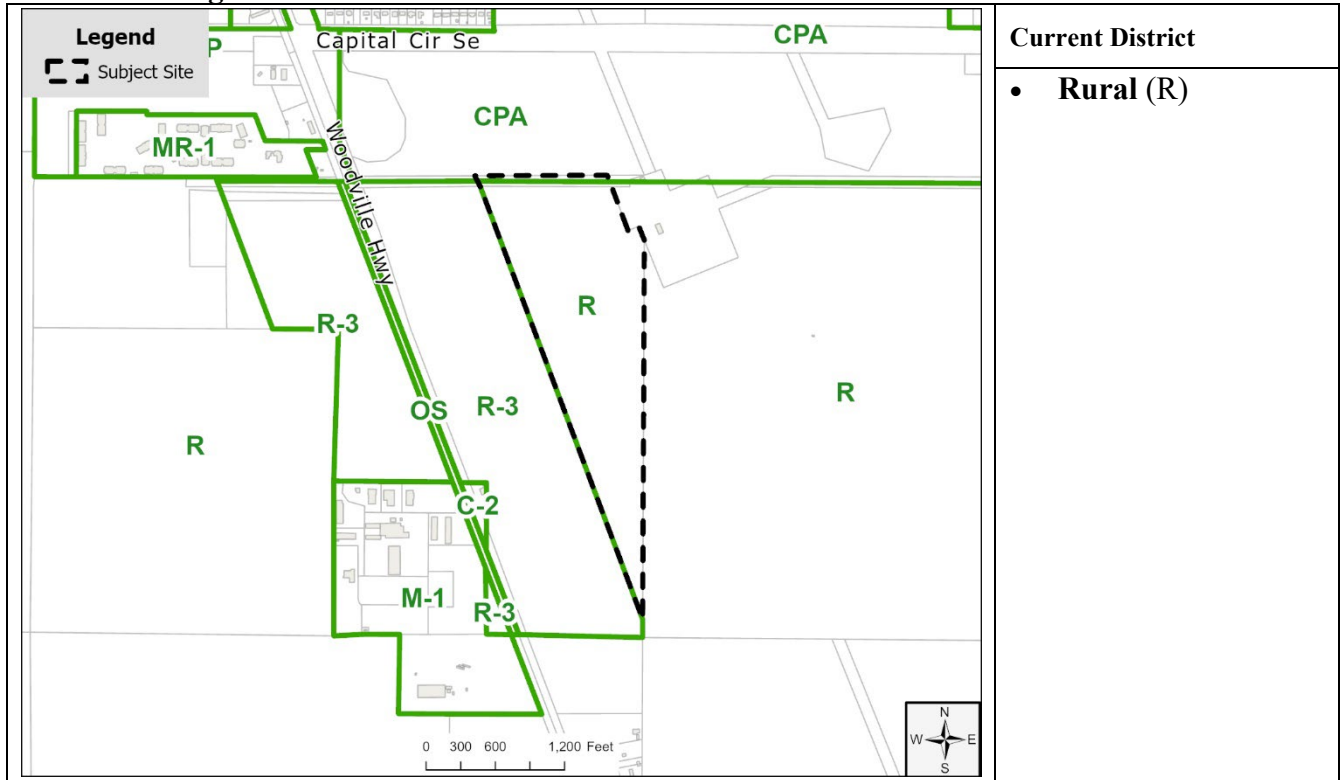 Legend
Subject Site
P
Capital Cir Se
CPA
CPA
MR-1
Woodville Hwy
R
R-3
OS
R-3
R
R
C-2
M-1
R-3
0 300 600 1,200 Feet
N
W E
S
Current District
• Rural (R)